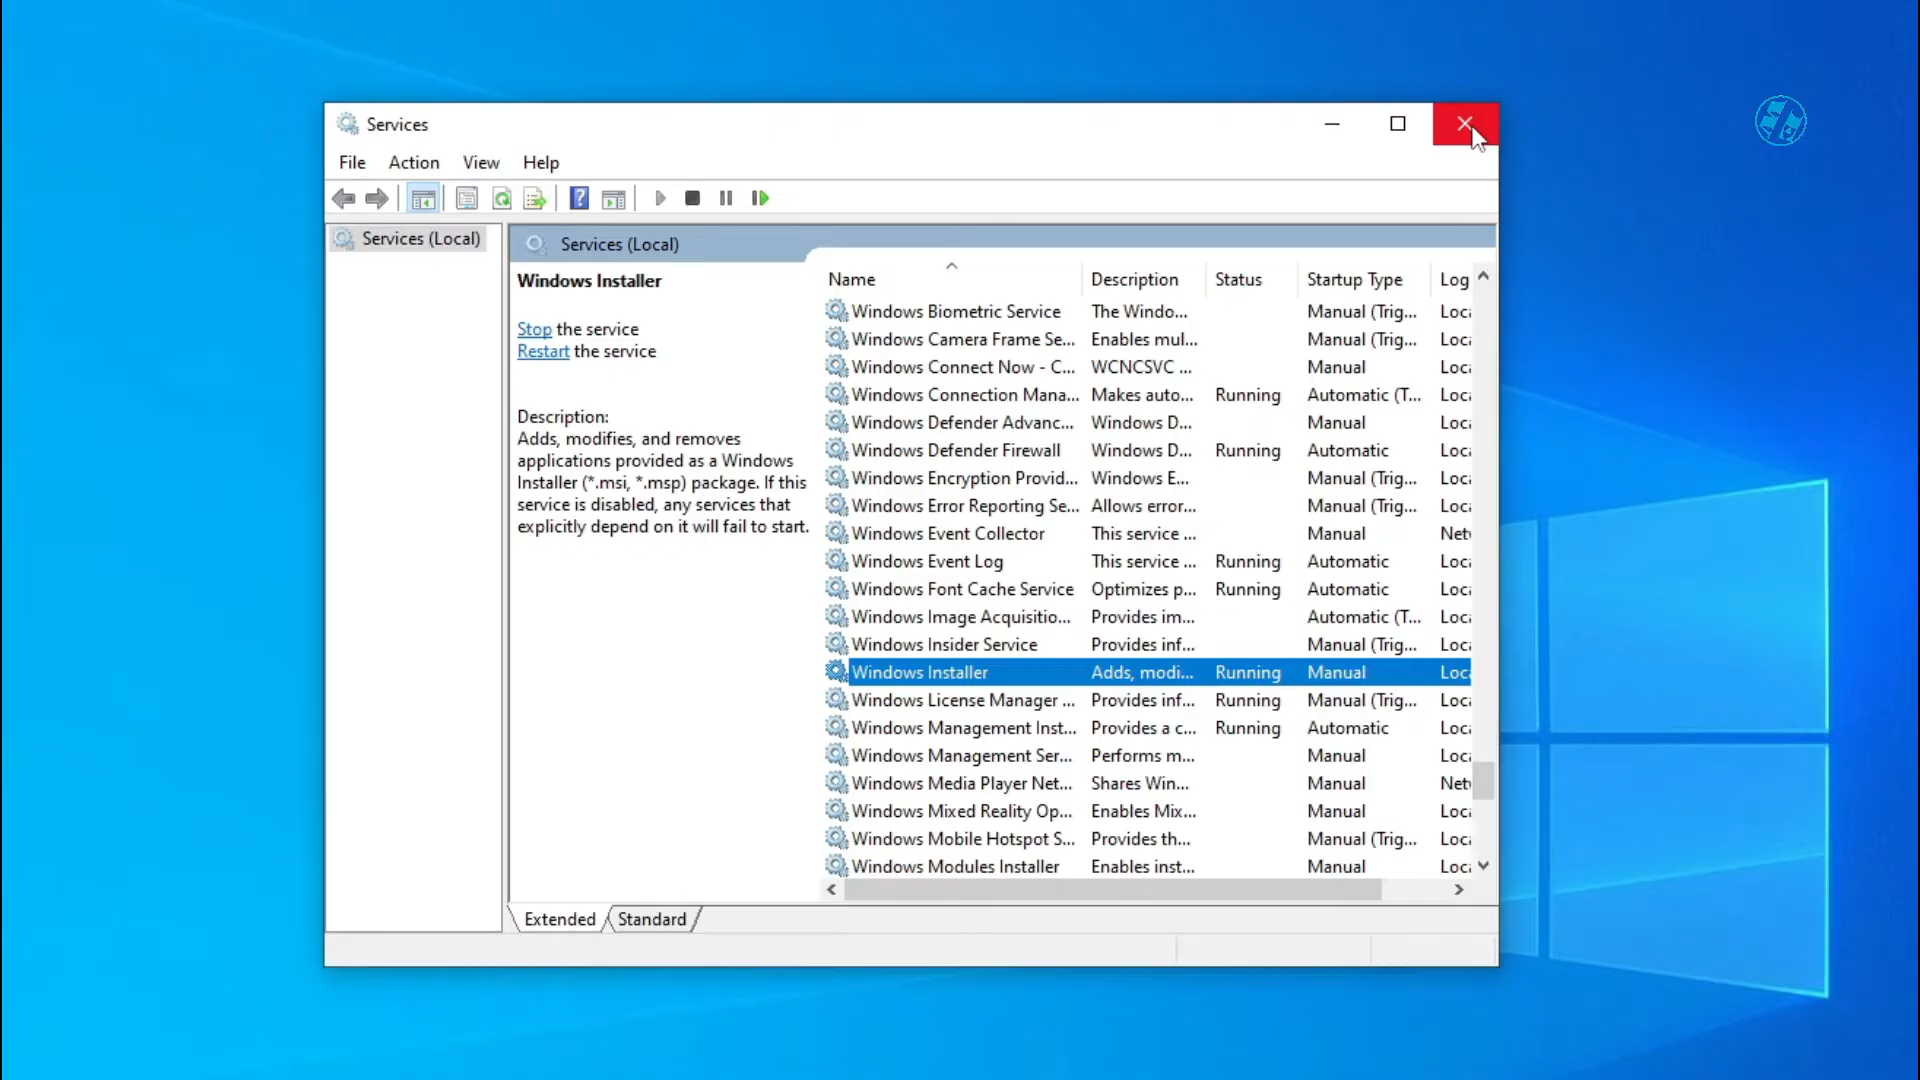 Services
File Action View Help
Services (Local)
Services (Local)
Windows Installer
Stop the service
Restart the service
Description:
Adds, modifies, and removes
applications provided as a Windows
Installer (*.msi, *.msp) package. If this
service is disabled, any services that
explicitly depend on it will fail to start.
Name Description Status Startup Type Log
Windows Biometric Service The Windo... Manual (Trig... Loca
Windows Camera Frame Se... Enables mul... Manual (Trig... Loca
Windows Connect Now - C... WCNCSVC ... Manual Loca
Windows Connection Mana... Makes auto... Running Automatic (T... Loca
Windows Defender Advanc... Windows D... Manual Loca
Windows Defender Firewall Windows D... Running Automatic Loca
Windows Encryption Provid... Windows E... Manual (Trig... Loca
Windows Error Reporting Se... Allows error... Manual (Trig... Loca
Windows Event Collector This service ... Manual Netw
Windows Event Log This service ... Running Automatic Loca
Windows Font Cache Service Optimizes p... Running Automatic Loca
Windows Image Acquisitio... Provides im... Automatic (T... Loca
Windows Insider Service Provides inf... Manual (Trig... Loca
Windows Installer Adds, modi... Running Manual Loca
Windows License Manager ... Provides inf... Running Manual (Trig... Loca
Windows Management Inst... Provides a c... Running Automatic Loca
Windows Management Ser... Performs m... Manual Loca
Windows Media Player Net... Shares Win... Manual Netw
Windows Mixed Reality Op... Enables Mix... Manual Loca
Windows Mobile Hotspot S... Provides th... Manual (Trig... Loca
Windows Modules Installer Enables inst... Manual Loca
Extended Standard